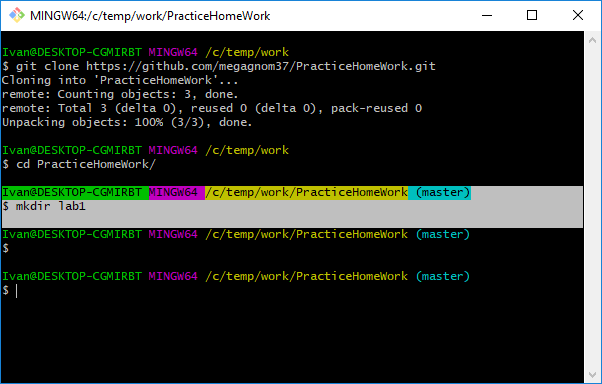 MINGW64:/c/temp/work/PracticeHomeWork
Ivan@DESKTOP-CGMIRBT MINGW64 /c/temp/work
$ git clone https://github.com/megagnom37/PracticeHomeWork.git
Cloning into 'PracticeHomeWork'...
remote: Counting objects: 3, done.
remote: Total 3 (delta 0), reused 0 (delta 0), pack-reused 0
Unpacking objects: 100% (3/3), done.
Ivan@DESKTOP-CGMIRBT MINGW64 /c/temp/work
$ cd PracticeHomeWork/
Ivan@DESKTOP-CGMIRBT MINGW64 /c/temp/work/PracticeHomeWork (master)
$ mkdir lab1
Ivan@DESKTOP-CGMIRBT MINGW64 /c/temp/work/PracticeHomeWork (master)
$
Ivan@DESKTOP-CGMIRBT MINGW64 /c/temp/work/PracticeHomeWork (master)
$